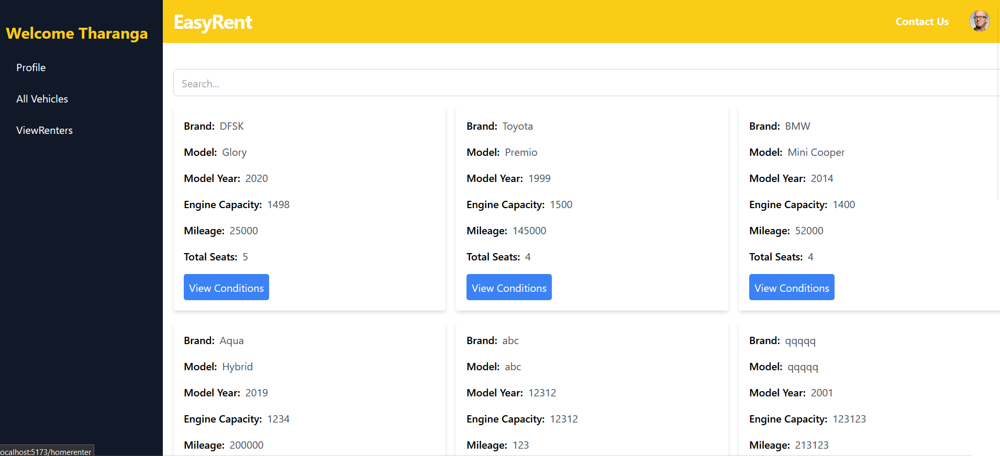 Welcome Tharanga
Profile
All Vehicles
ViewRenters
EasyRent
Contact Us
Search...
Brand: DFSK
Model: Glory
Model Year: 2020
Engine Capacity: 1498
Mileage: 25000
Total Seats: 5
View Conditions
Brand: Toyota
Model: Premio
Model Year: 1999
Engine Capacity: 1500
Mileage: 145000
Total Seats: 4
View Conditions
Brand: BMW
Model: Mini Cooper
Model Year: 2014
Engine Capacity: 1400
Mileage: 52000
Total Seats: 4
View Conditions
Brand: Aqua
Model: Hybrid
Model Year: 2019
Engine Capacity: 1234
Mileage: 200000
Brand: abc
Model: abc
Model Year: 12312
Engine Capacity: 12312
Mileage: 123
Brand: qqqqq
Model: qqqqq
Model Year: 2001
Engine Capacity: 123123
Mileage: 213123
ocalhost:5173/homerenter